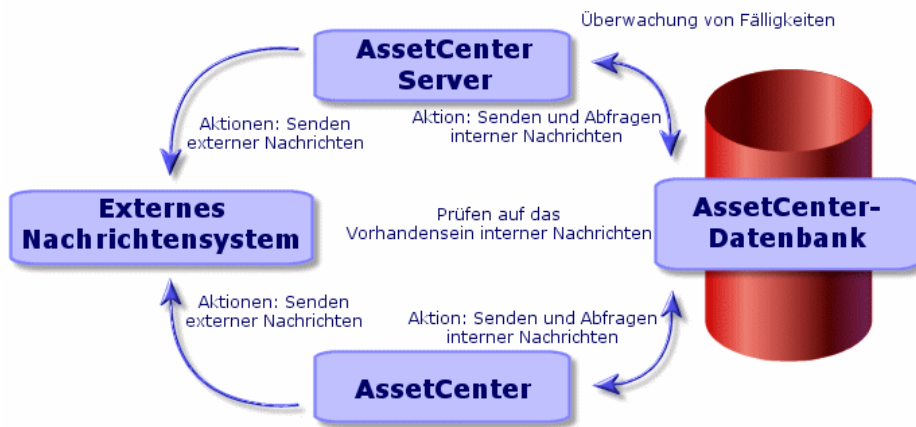 Überwachung von Fälligkeiten
AssetCenter
Server
Aktionen: Senden
externer Nachrichten
Aktion: Senden und Abfragen
interner Nachrichten
Externes
Nachrichtensystem
Prüfen auf das
Vorhandensein interner Nachrichten
AssetCenter-
Datenbank
Aktionen: Senden
externer Nachrichten
Aktion: Senden und Abfragen
interner Nachrichten
AssetCenter